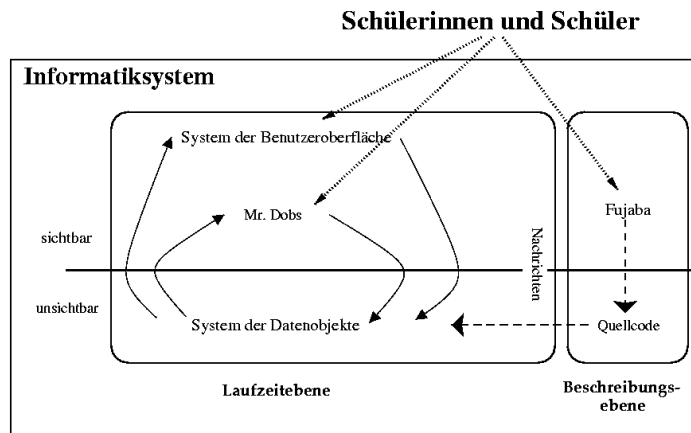 Schülerinnen und Schüler
Informatiksystem
System der Benutzeroberfläche
Mr. Dobs
Fujaba
sichtbar
Nachrichten
unsichtbar
System der Datenobjekte
Quellcode
Laufzeitebene
Beschreibungs-
ebene